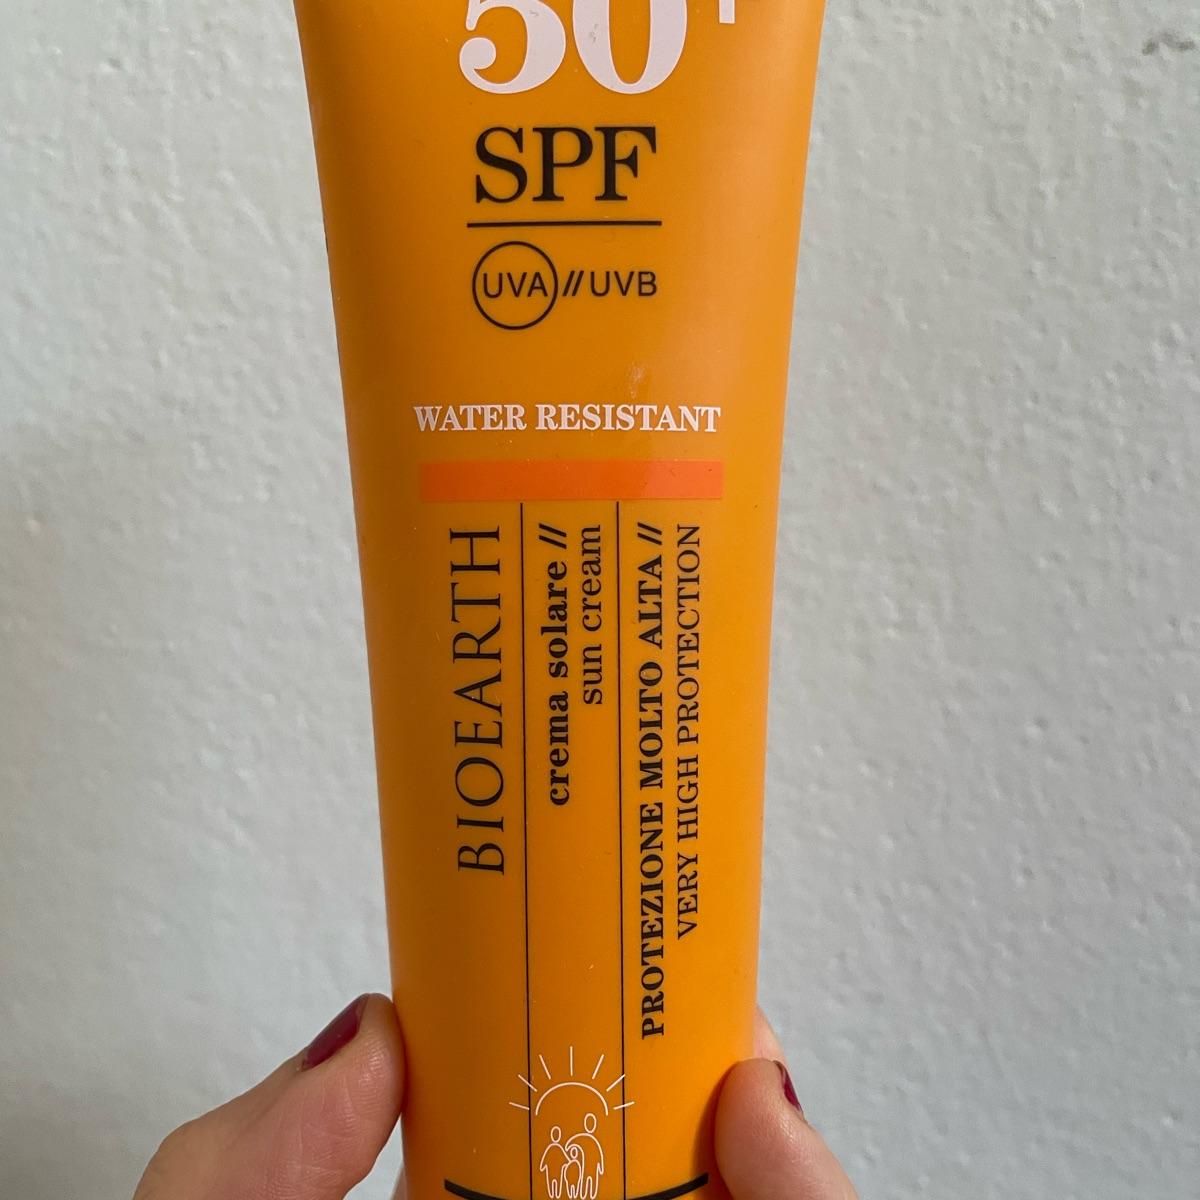 50+
SPF
UVA//UVB
WATER RESISTANT
BIOEARTH
crema solare //
sun cream
PROTEZIONE MOLTO ALTA //
VERY HIGH PROTECTION